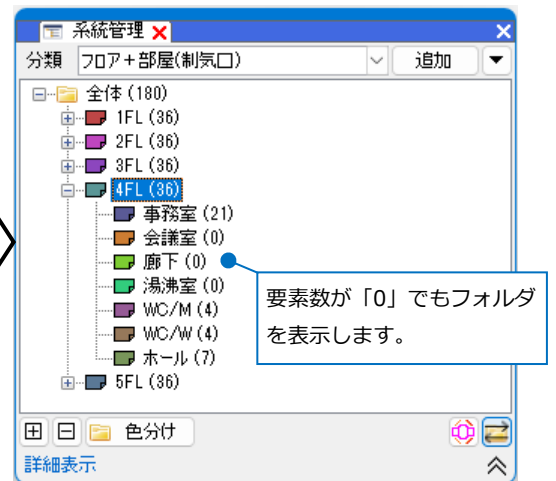 系統管理
分類 フロア+部屋(制気口) 追加
全体 (180)
1FL (36)
2FL (36)
3FL (36)
4FL (36)
事務室 (21)
会議室 (0)
廊下 (0)
湯沸室 (0)
WC/M (4)
WC/W (4)
ホール (7)
5FL (36)
要素数が「0」でもフォルダ
を表示します。
色分け
詳細表示